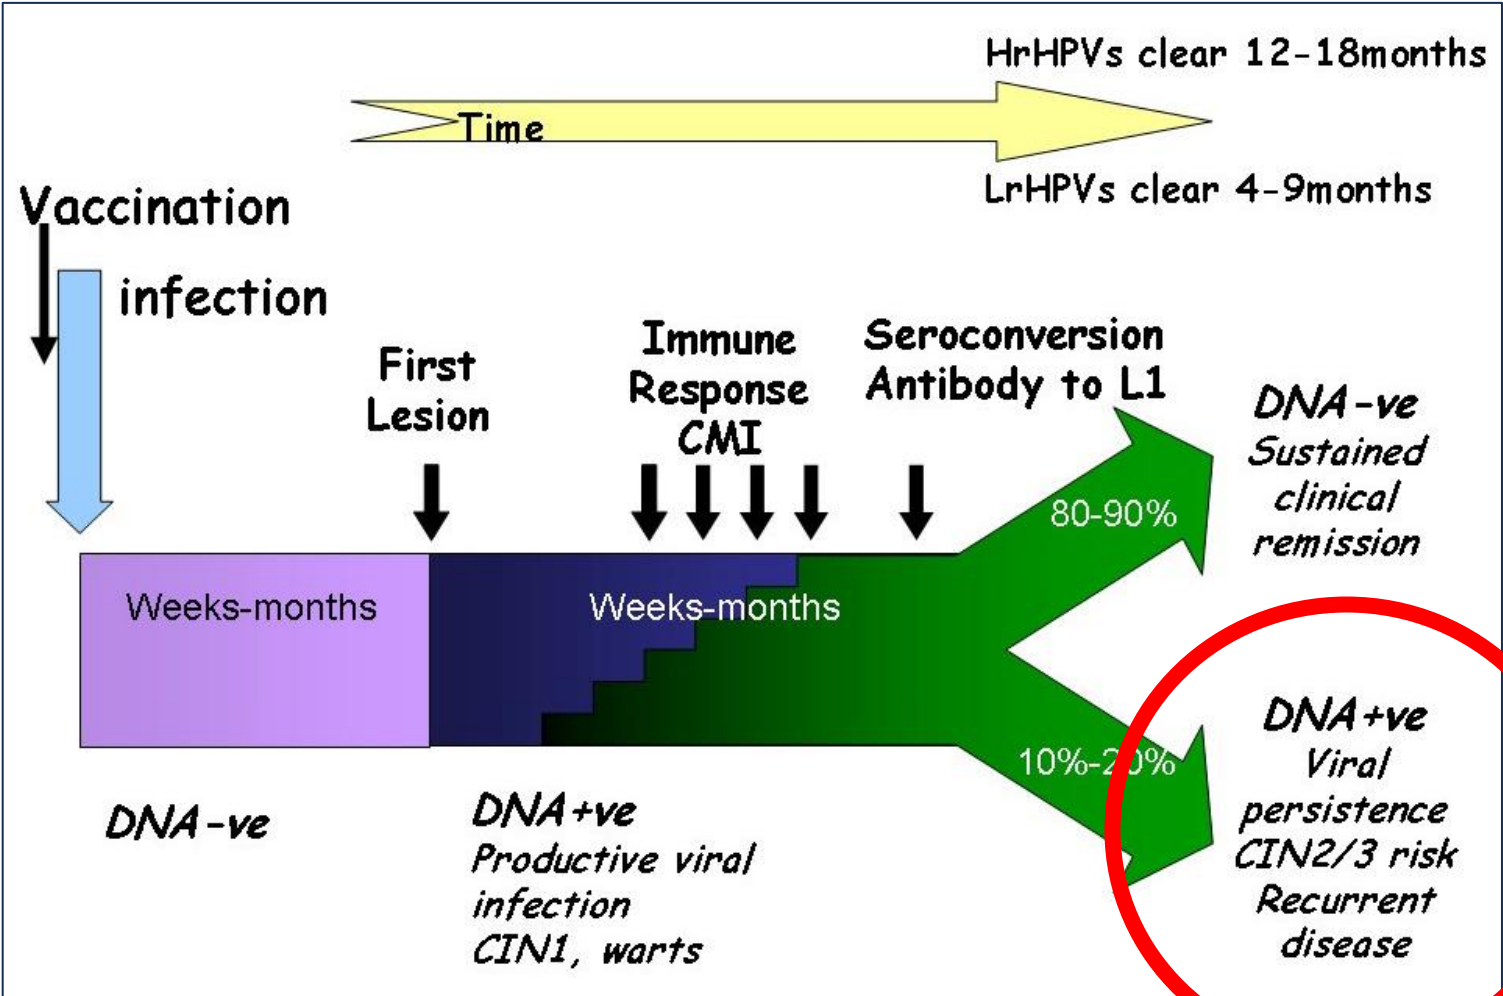 HrHPVs clear 12-18months
Time
LrHPVs clear 4-9months
Vaccination
infection
First
Lesion
Immune
Response
CMI
Seroconversion
Antibody to L1
DNA-ve
Sustained
clinical
remission
80-90%
Weeks-months
Weeks-months
10%-20%
DNA+ve
Viral
persistence
CIN2/3 risk
Recurrent
disease
DNA-ve
DNA+ve
Productive viral
infection
CIN1, warts